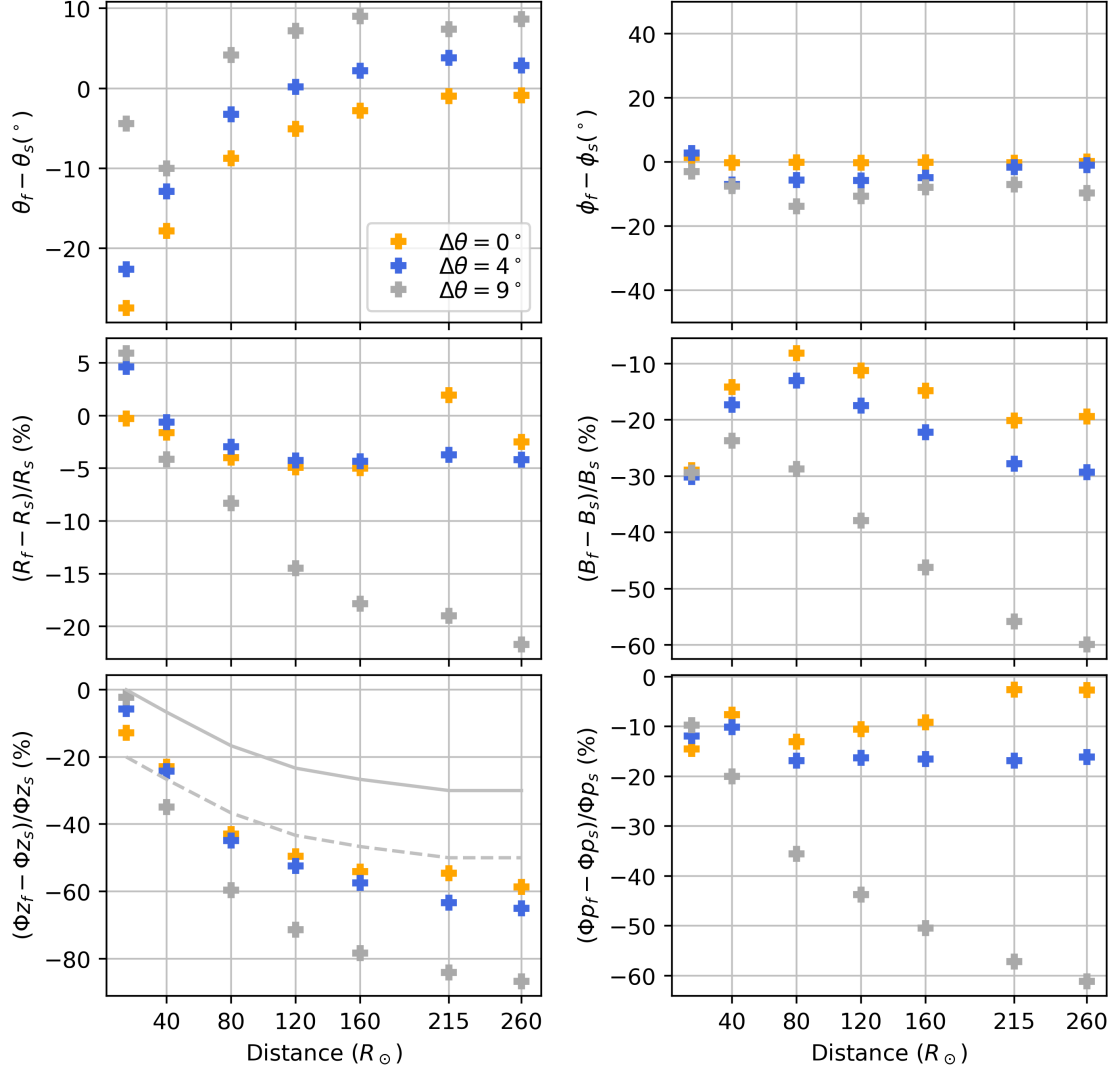 10
0
−10
−20
θf − θs(°)
Δθ = 0°
Δθ = 4°
Δθ = 9°
40
20
0
−20
−40
ϕf − ϕs(°)
5
0
−5
−10
−15
−20
(Rf − Rs)/Rs (%)
−10
−20
−30
−40
−50
−60
(Bf − Bs)/Bs (%)
0
−20
−40
−60
−80
(Φzf − Φzs)/Φzs (%)
40 80 120 160 215 260
Distance (R⊙)
0
−10
−20
−30
−40
−50
−60
(Φpf − Φps)/Φps (%)
40 80 120 160 215 260
Distance (R⊙)